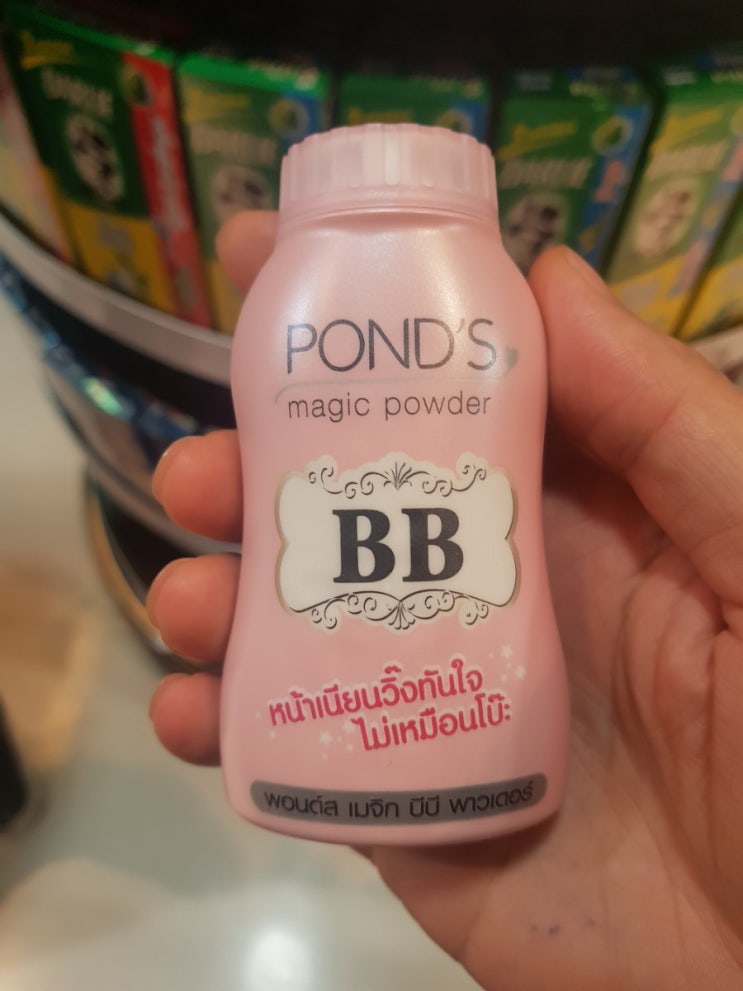 POND'S
magic powder
BB
หน้าเนียนวิ๊งทันใจ
ไม่เหมือนโบ๊ะ
พอนด์ส เมจิก บีบี พาวเดอร์